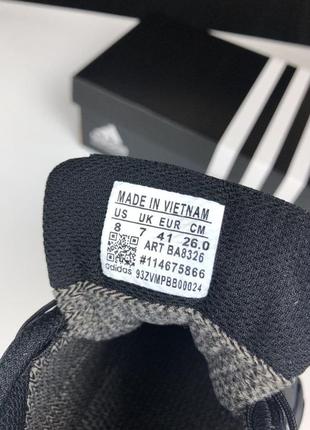 MADE IN VIETNAM
US UK EUR CM
8 7 41 26.0
ART BA8326
#114675866
adidas 93ZVMPBB00024